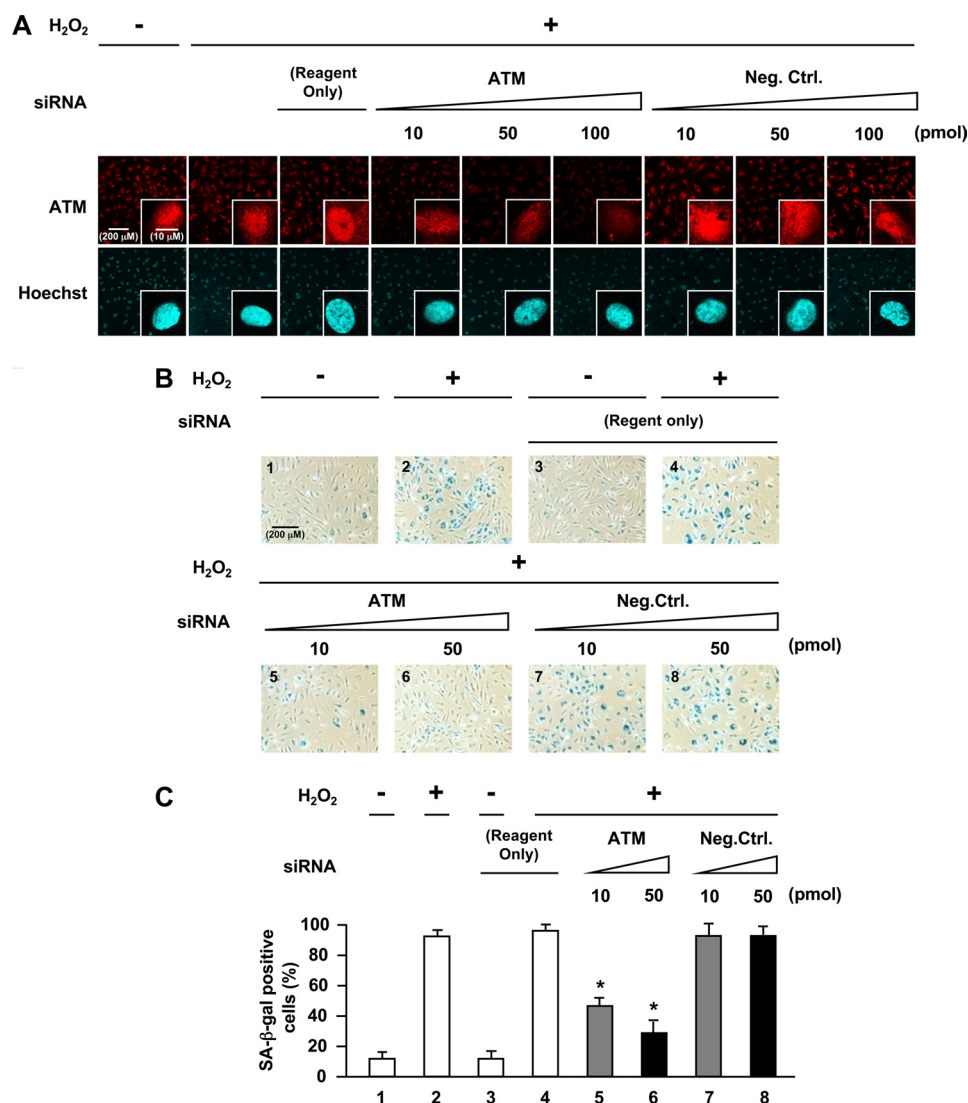 A
H2O2
-
+
siRNA
(Reagent
Only)
ATM
Neg. Ctrl.
10
50
100
10
50
100
(pmol)
ATM
(200 μM)
(10 μM)
Hoechst
B
H2O2
-
+
-
+
siRNA
(Regent only)
1
2
3
4
(200 μM)
H2O2
+
siRNA
ATM
Neg.Ctrl.
10
50
10
50
(pmol)
5
6
7
8
C
H2O2
-
+
-
+
siRNA
(Reagent
Only)
ATM
Neg.Ctrl.
10
50
10
50
(pmol)
SA-β-gal positive
cells (%)
100
80
60
40
20
0
*
*
1
2
3
4
5
6
7
8